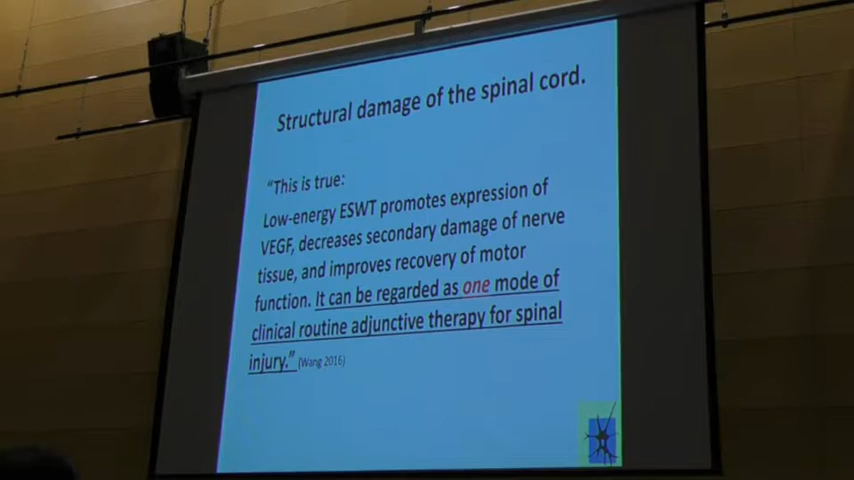 Structural damage of the spinal cord.
“This is true:
Low-energy ESWT promotes expression of
VEGF, decreases secondary damage of nerve
tissue, and improves recovery of motor
function. It can be regarded as one mode of
clinical routine adjunctive therapy for spinal
injury.” (Wang 2016)